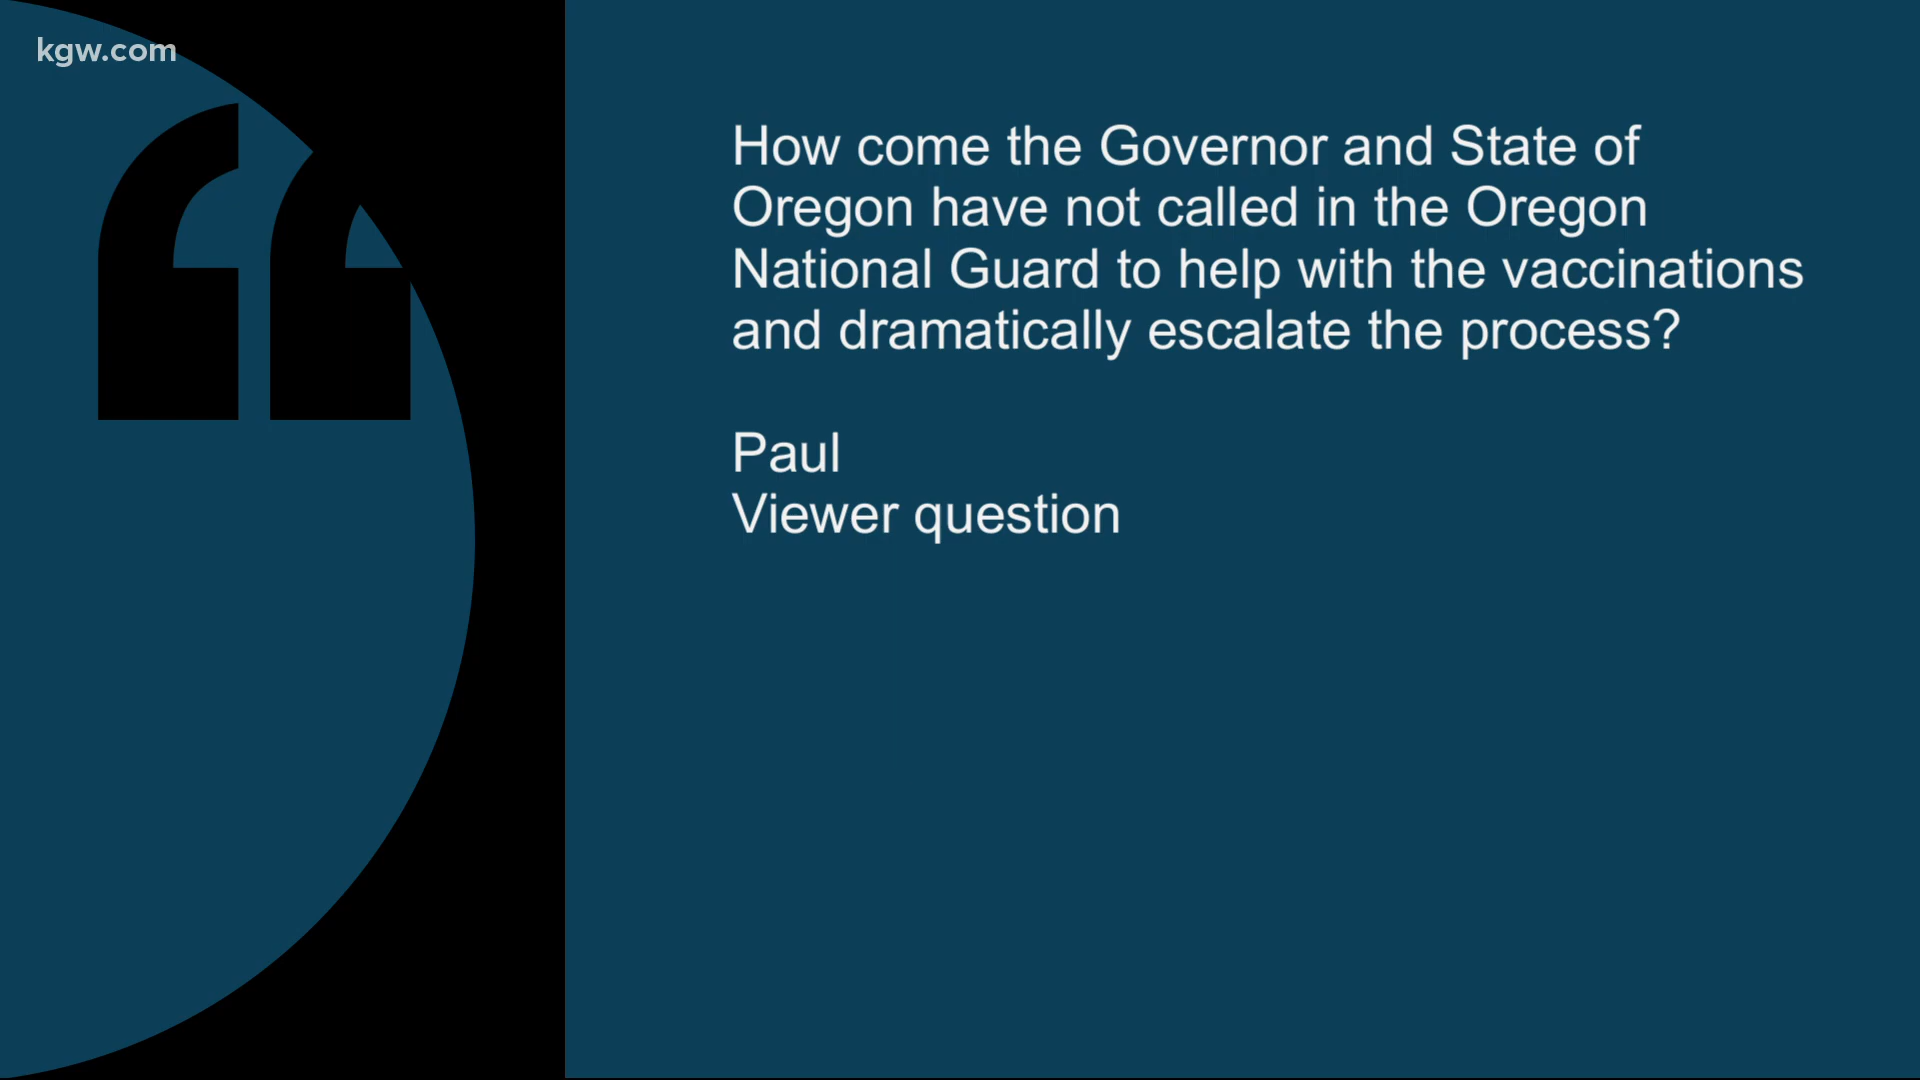 kgw.com
How come the Governor and State of
Oregon have not called in the Oregon
National Guard to help with the vaccinations
and dramatically escalate the process?
Paul
Viewer question